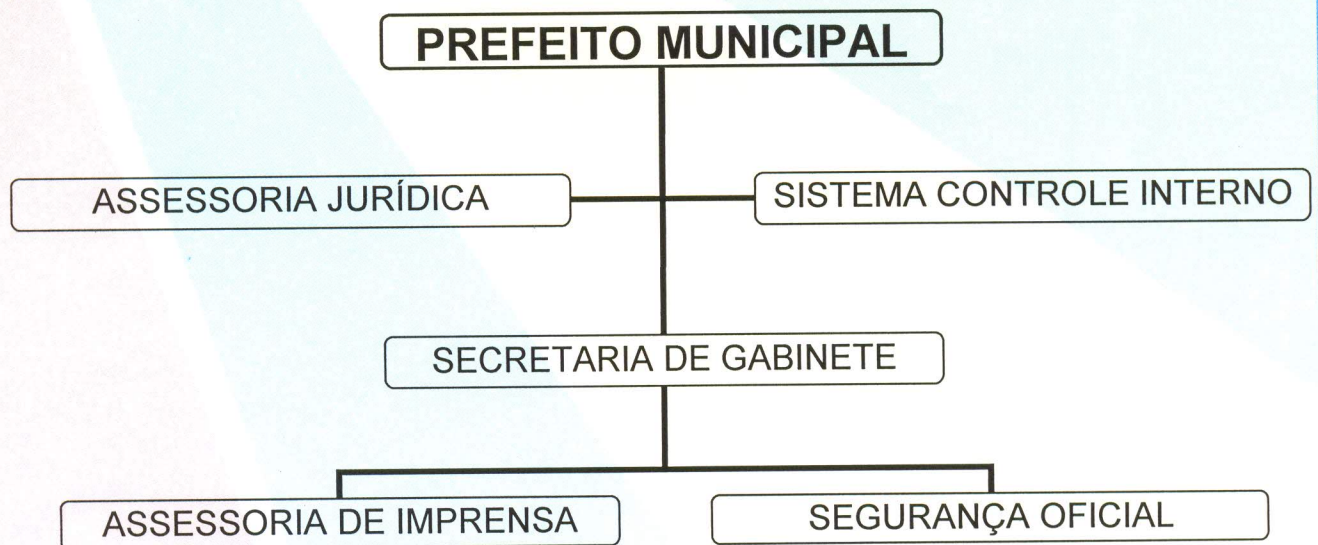 PREFEITO MUNICIPAL
ASSESSORIA JURÍDICA
SISTEMA CONTROLE INTERNO
SECRETARIA DE GABINETE
ASSESSORIA DE IMPRENSA
SEGURANÇA OFICIAL